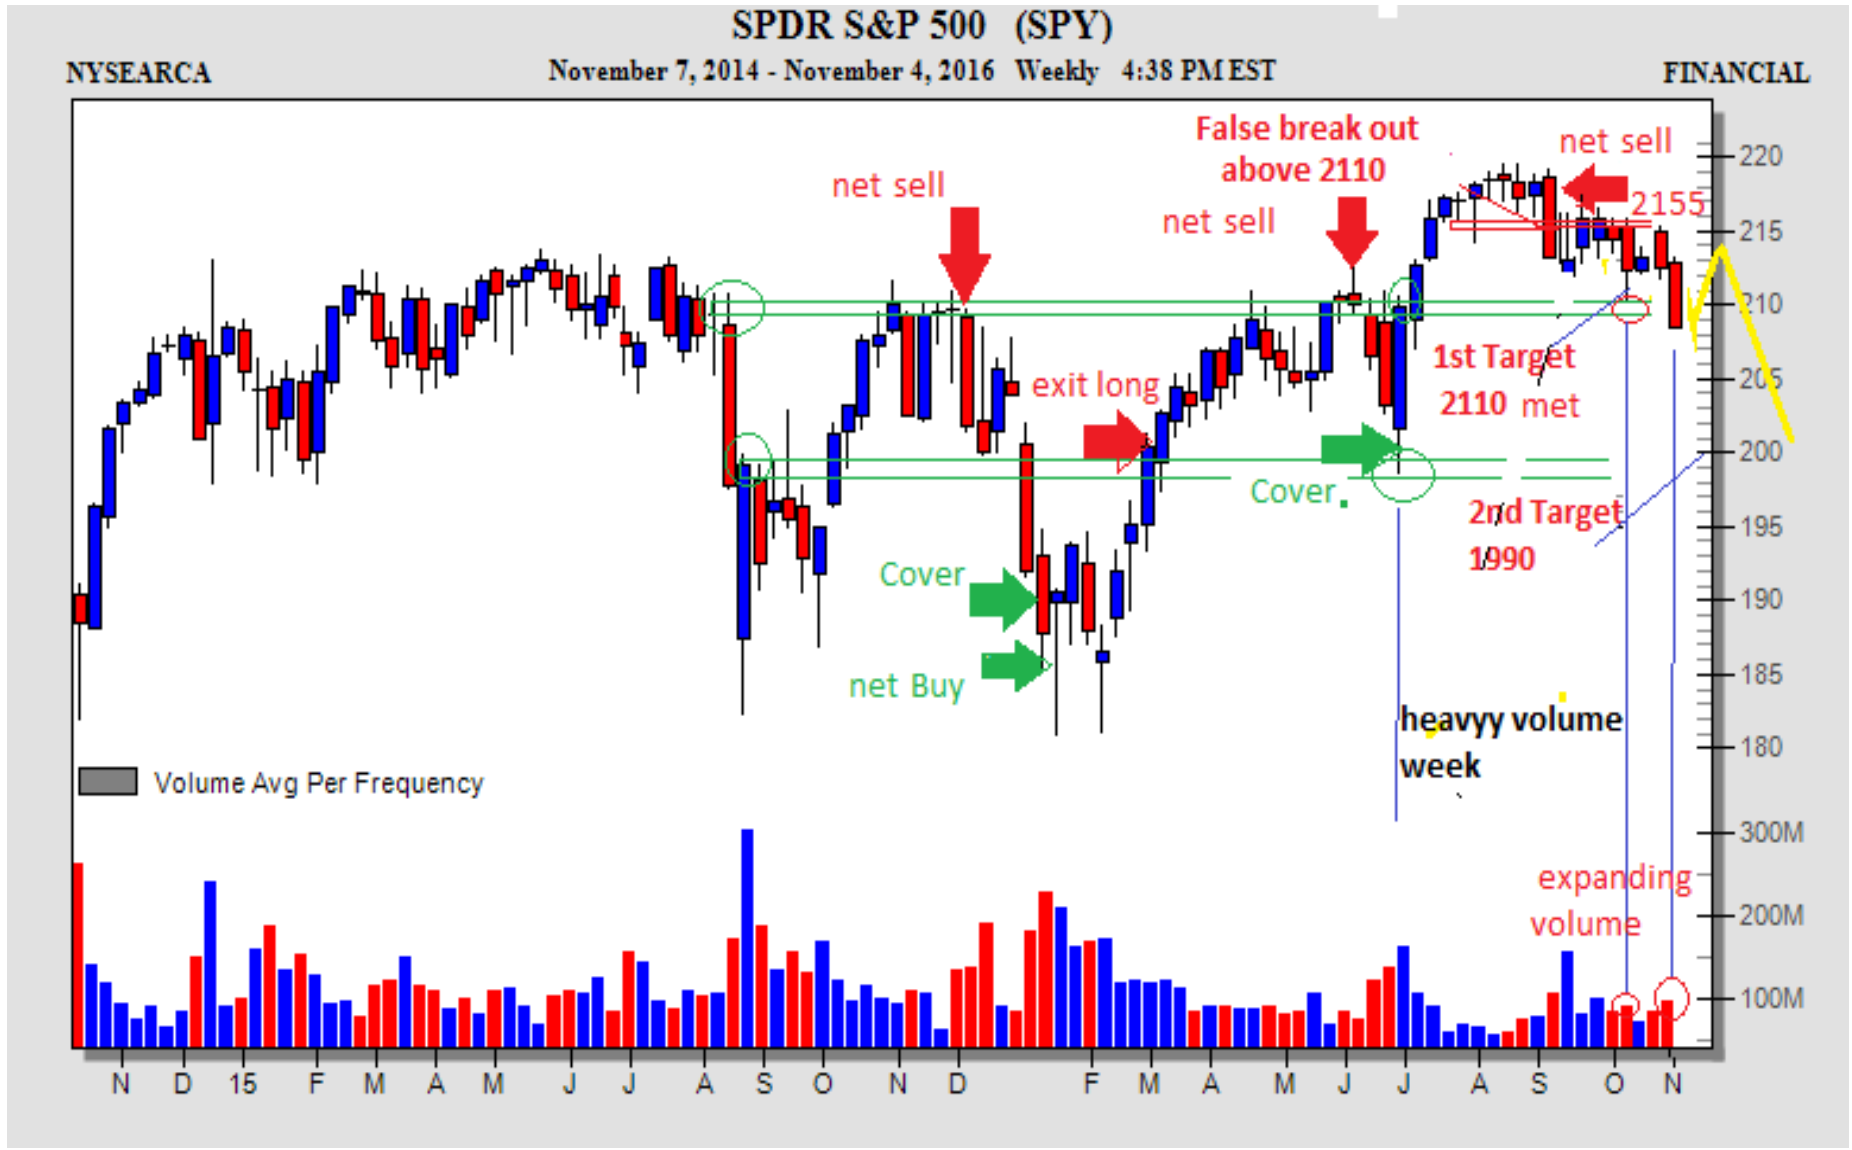 SPDR S&P 500 (SPY)
NYSEARCA
November 7, 2014 - November 4, 2016 Weekly 4:38 PM EST
FINANCIAL
False break out
above 2110
net sell
net sell
net sell
2155
220
215
210
205
200
195
190
185
180
exit long
1st Target
2110 met
Cover.
2nd Target
1990
Cover
net Buy
heavyy volume
week
Volume Avg Per Frequency
300M
200M
100M
expanding
volume
N D 15 F M A M J J A S O N D F M A M J J A S O N